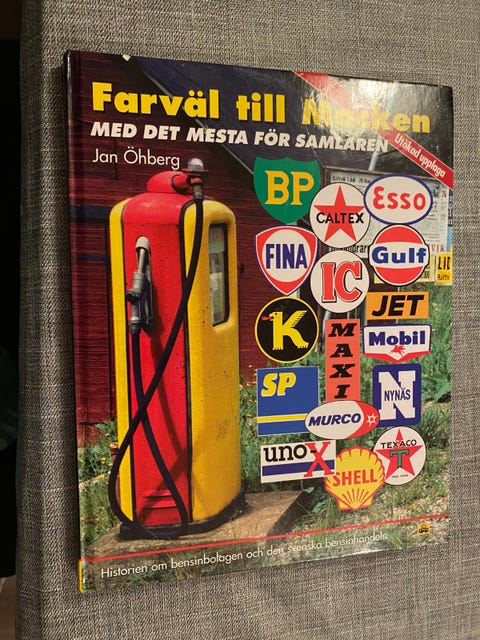 Farväl till Macken
MED DET MESTA FÖR SAMLAREN
Utökad upplaga
Jan Öhberg
BP
CALTEX
Esso
FINA
IC
Gulf
K
JET
MAXI
Mobil
SP
NYNÄS
MURCO
uno-X
SHELL
TEXACO
T
Historien om bensinbolagen och den svenska bensinhandeln